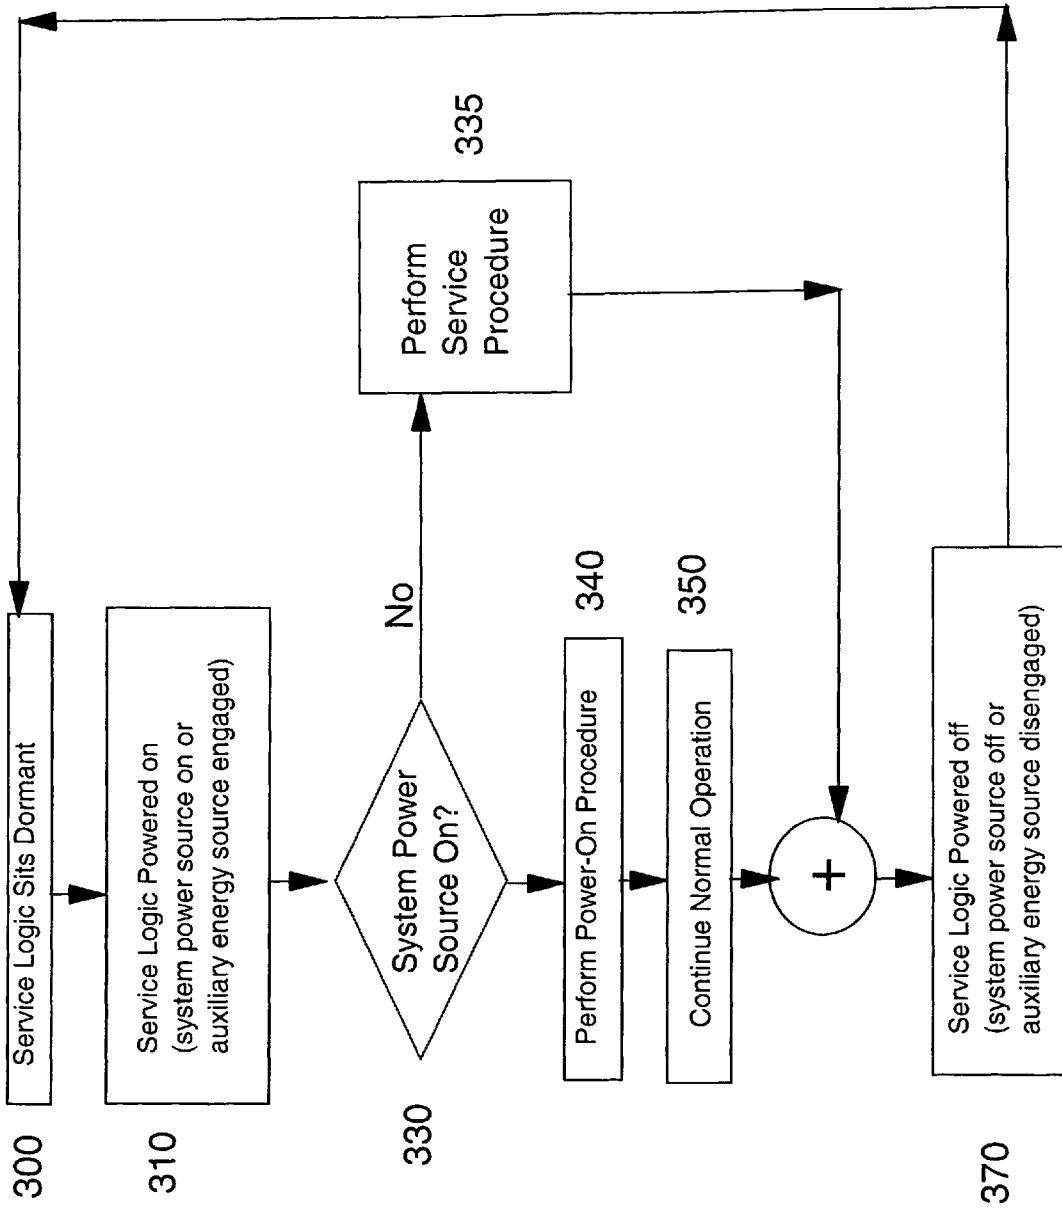 300
Service Logic Sits Dormant
310
Service Logic Powered on
(system power source on or
auxiliary energy source engaged)
330
System Power
Source On?
No
Perform
Service
Procedure
335
Perform Power-On Procedure
340
Continue Normal Operation
350
+
370
Service Logic Powered off
(system power source off or
auxiliary energy source disengaged)